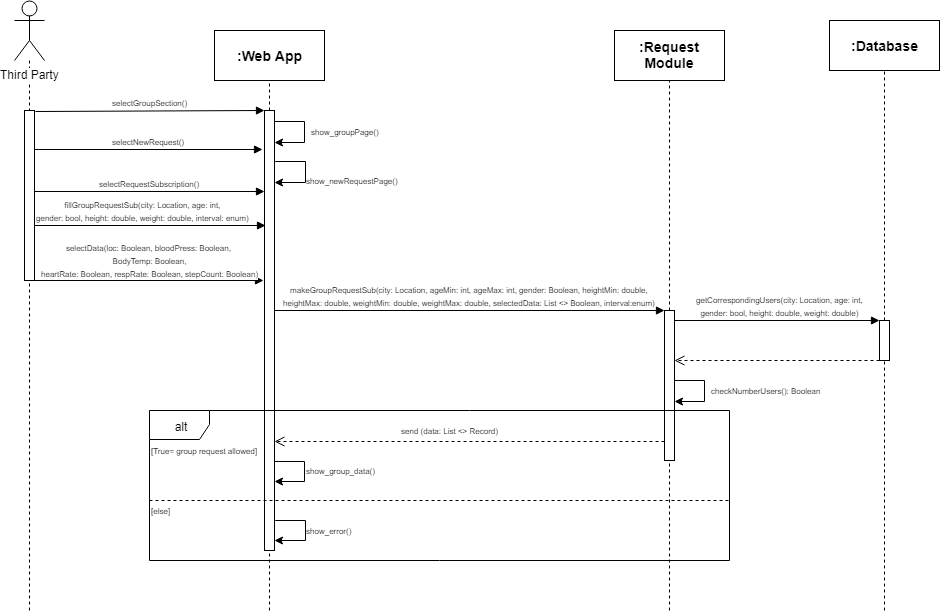 Third Party
:Web App
:Request
Module
:Database
selectGroupSection()
show_groupPage()
selectNewRequest()
show_newRequestPage()
selectRequestSubscription()
fillGroupRequestSub(city: Location, age: int,
gender: bool, height: double, weight: double, interval: enum)
selectData(loc: Boolean, bloodPress: Boolean,
BodyTemp: Boolean,
heartRate: Boolean, respRate: Boolean, stepCount: Boolean)
makeGroupRequestSub(city: Location, ageMin: int, ageMax: int, gender: Boolean, heightMin: double,
heightMax: double, weightMin: double, weightMax: double, selectedData: List <> Boolean, interval:enum)
getCorrespondingUsers(city: Location, age: int,
gender: bool, height: double, weight: double)
checkNumberUsers(): Boolean
alt
send (data: List <> Record)
[True= group request allowed]
show_group_data()
[else]
show_error()